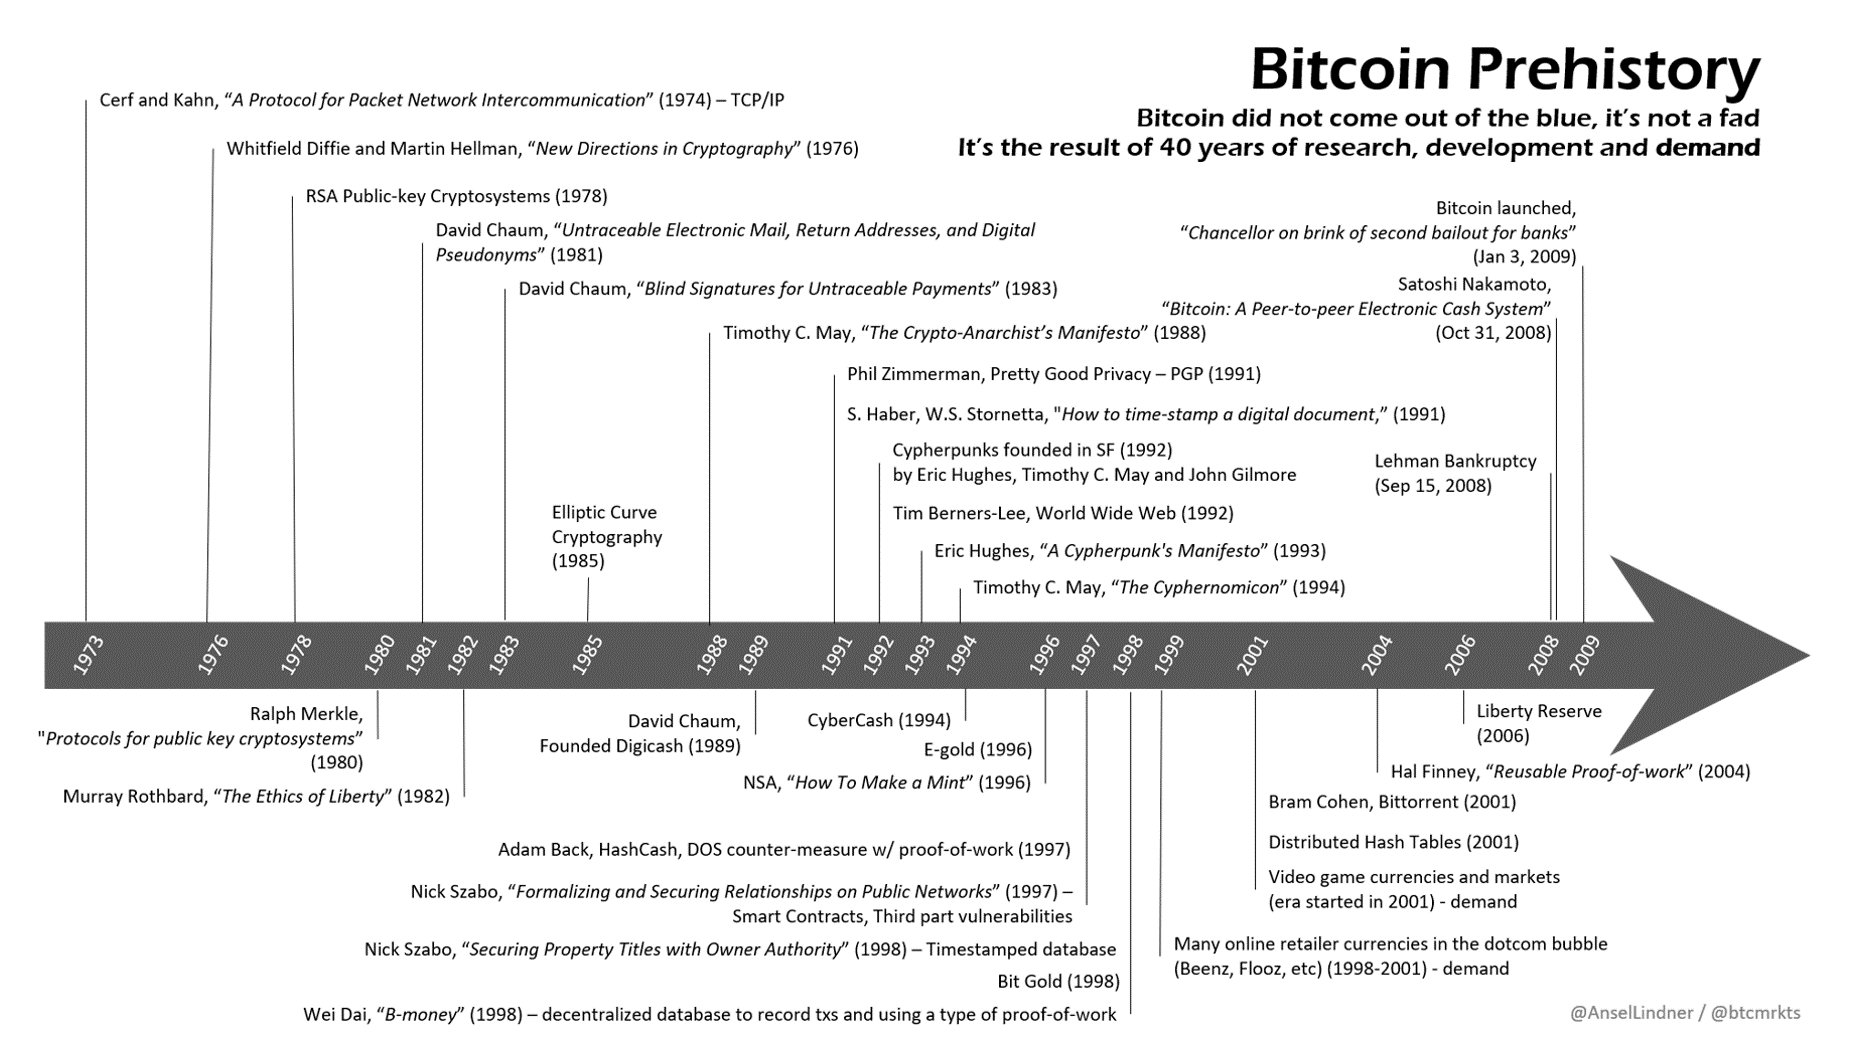 Bitcoin Prehistory
Bitcoin did not come out of the blue, it’s not a fad
It’s the result of 40 years of research, development and demand
Cerf and Kahn, “A Protocol for Packet Network Intercommunication” (1974) – TCP/IP
Whitfield Diffie and Martin Hellman, “New Directions in Cryptography” (1976)
RSA Public-key Cryptosystems (1978)
David Chaum, “Untraceable Electronic Mail, Return Addresses, and Digital
Pseudonyms” (1981)
David Chaum, “Blind Signatures for Untraceable Payments” (1983)
Elliptic Curve
Cryptography
(1985)
Timothy C. May, “The Crypto-Anarchist’s Manifesto” (1988)
Phil Zimmerman, Pretty Good Privacy – PGP (1991)
S. Haber, W.S. Stornetta, "How to time-stamp a digital document,” (1991)
Cypherpunks founded in SF (1992)
by Eric Hughes, Timothy C. May and John Gilmore
Tim Berners-Lee, World Wide Web (1992)
Eric Hughes, “A Cypherpunk's Manifesto” (1993)
Timothy C. May, “The Cyphernomicon” (1994)
Bitcoin launched,
“Chancellor on brink of second bailout for banks”
(Jan 3, 2009)
Satoshi Nakamoto,
“Bitcoin: A Peer-to-peer Electronic Cash System”
(Oct 31, 2008)
Lehman Bankruptcy
(Sep 15, 2008)
1973
1976
1978
1980
1981
1982
1983
1985
1988
1989
1991
1992
1993
1994
1996
1997
1998
1999
2001
2004
2006
2008
2009
Ralph Merkle,
"Protocols for public key cryptosystems”
(1980)
Murray Rothbard, “The Ethics of Liberty” (1982)
David Chaum,
Founded Digicash (1989)
CyberCash (1994)
E-gold (1996)
NSA, “How To Make a Mint” (1996)
Adam Back, HashCash, DOS counter-measure w/ proof-of-work (1997)
Nick Szabo, “Formalizing and Securing Relationships on Public Networks” (1997) –
Smart Contracts, Third part vulnerabilities
Nick Szabo, “Securing Property Titles with Owner Authority” (1998) – Timestamped database
Bit Gold (1998)
Wei Dai, “B-money” (1998) – decentralized database to record txs and using a type of proof-of-work
Liberty Reserve
(2006)
Hal Finney, “Reusable Proof-of-work” (2004)
Bram Cohen, Bittorrent (2001)
Distributed Hash Tables (2001)
Video game currencies and markets
(era started in 2001) - demand
Many online retailer currencies in the dotcom bubble
(Beenz, Flooz, etc) (1998-2001) - demand
@AnselLindner / @btcmrkts